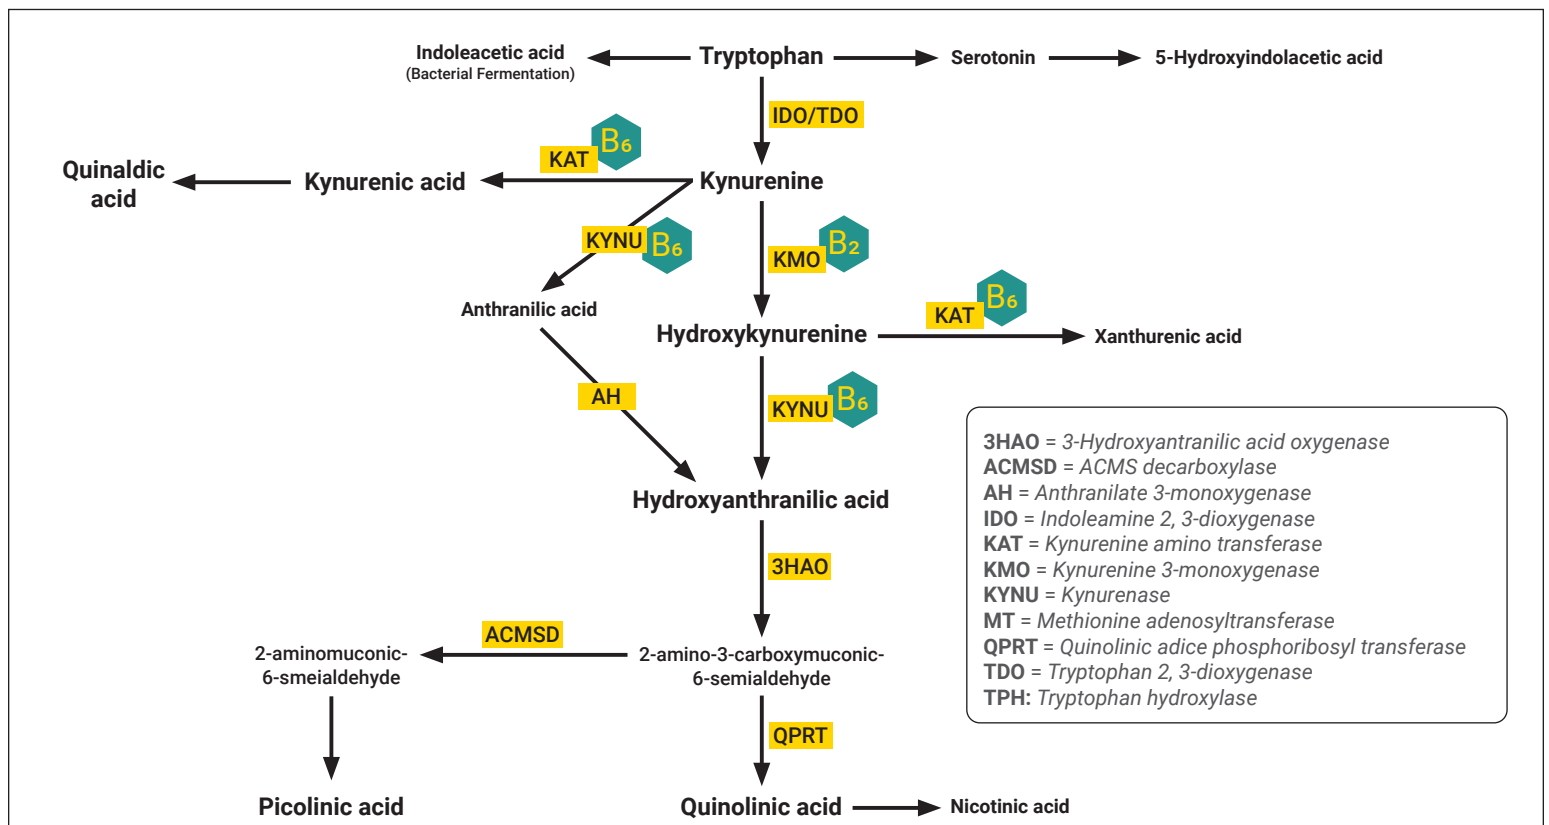 Indoleacetic acid
(Bacterial Fermentation)
Tryptophan
Serotonin
5-Hydroxyindolacetic acid
IDO/TDO
B₆
KAT
Quinaldic
acid
Kynurenic acid
Kynurenine
KYNU
B₆
B₂
KMO
B₆
KAT
Anthranilic acid
Hydroxykynurenine
Xanthurenic acid
AH
B₆
KYNU
Hydroxyanthranilic acid
3HAO
ACMSD
2-aminomuconic-
6-smeialdehyde
2-amino-3-carboxymuconic-
6-semialdehyde
QPRT
Picolinic acid
Quinolinic acid
Nicotinic acid
3HAO = 3-Hydroxyantranilic acid oxygenase
ACMSD = ACMS decarboxylase
AH = Anthranilate 3-monoxygenase
IDO = Indoleamine 2, 3-dioxygenase
KAT = Kynurenine amino transferase
KMO = Kynurenine 3-monoxygenase
KYNU = Kynurenase
MT = Methionine adenosyltransferase
QPRT = Quinolinic adice phosphoribosyl transferase
TDO = Tryptophan 2, 3-dioxygenase
TPH: Tryptophan hydroxylase